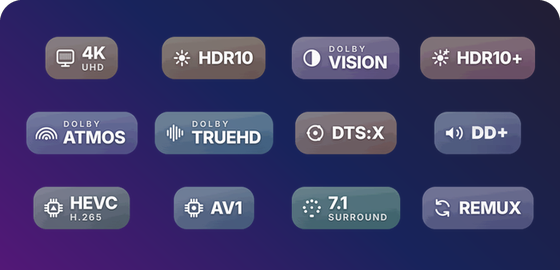 4K
UHD
HDR10
DOLBY
VISION
HDR10+
DOLBY
ATMOS
DOLBY
TRUEHD
DTS:X
DD+
HEVC
H.265
AV1
7.1
SURROUND
REMUX